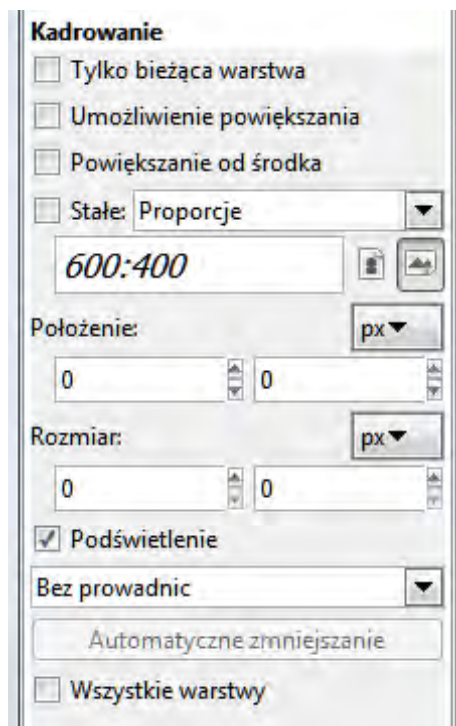 Kadrowanie
Tylko bieżąca warstwa
Umożliwienie powiększania
Powiększanie od środka
Stałe: Proporcje
600:400
Położenie: px
0 0
Rozmiar: px
0 0
Podświetlenie
Bez prowadnic
Automatyczne zmniejszanie
Wszystkie warstwy